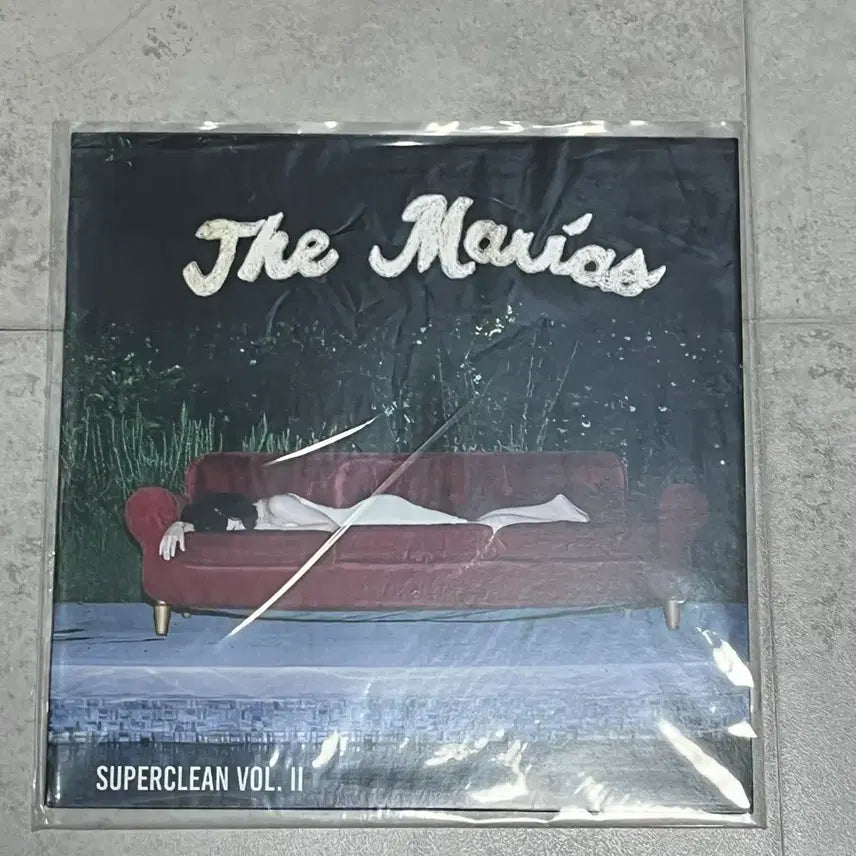 The Marías
SUPERCLEAN VOL. II